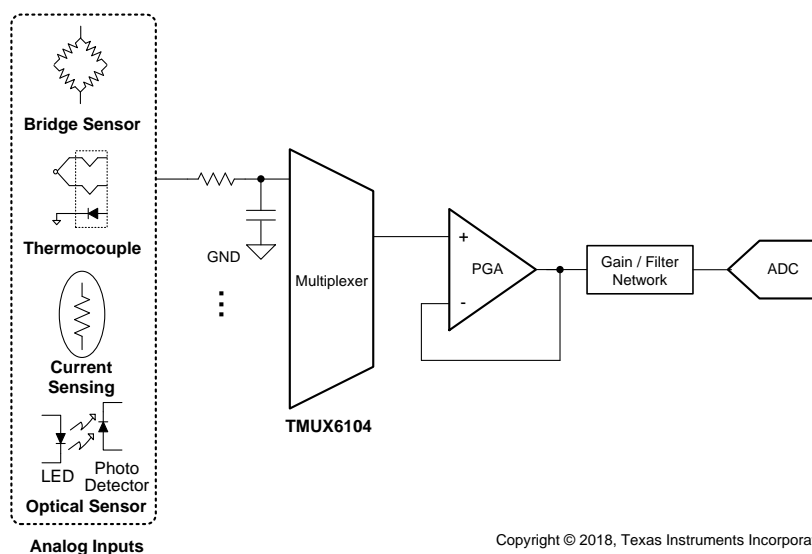 Bridge Sensor
Thermocouple
Current
Sensing
LED
Photo
Detector
Optical Sensor
Analog Inputs
GND
Multiplexer
TMUX6104
+
-
PGA
Gain / Filter
Network
ADC
Copyright © 2018, Texas Instruments Incorpora